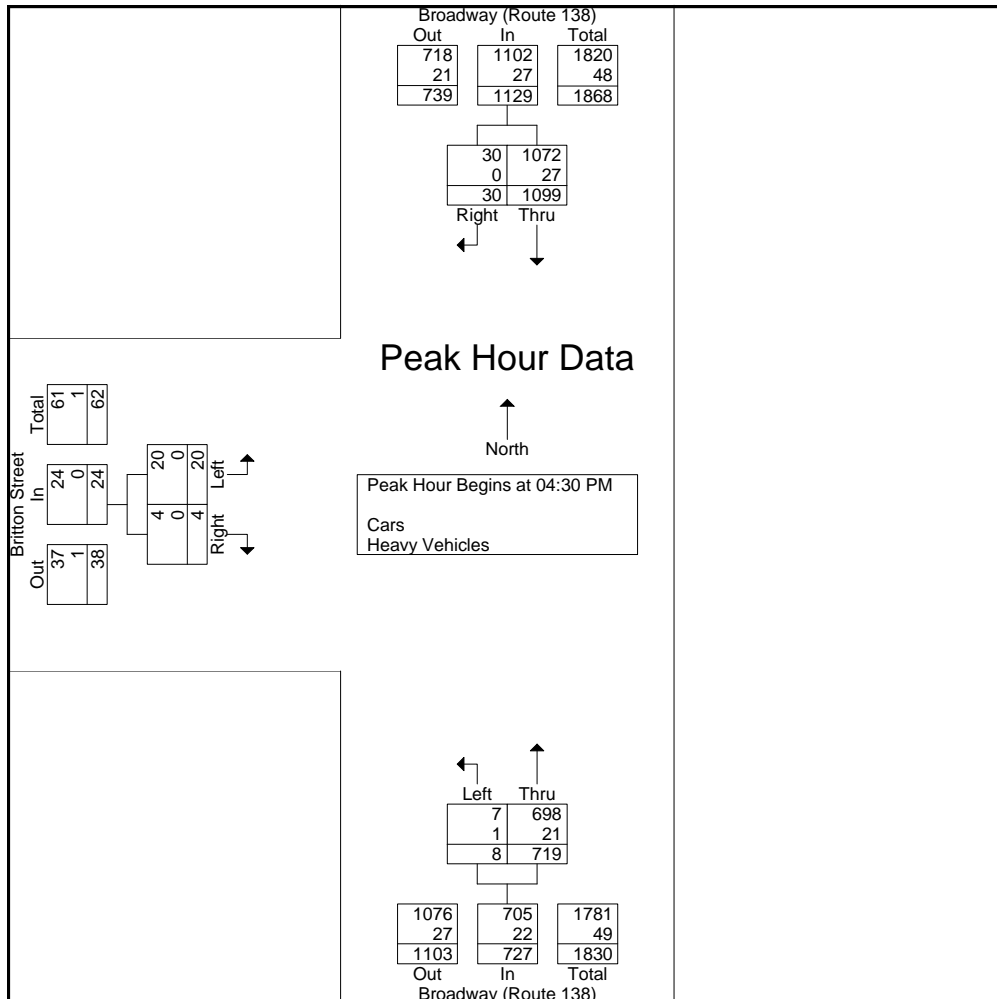 Broadway (Route 138)
Out In Total
718 1102 1820
21 27 48
739 1129 1868
30 1072
0 27
30 1099
Right Thru
Peak Hour Data
North
Peak Hour Begins at 04:30 PM
Cars
Heavy Vehicles
Britton Street
Out In Total
37 24 61
1 0 1
38 24 62
Right Left
4 20
0 0
4 20
Left Thru
7 698
1 21
8 719
1076 705 1781
27 22 49
1103 727 1830
Out In Total
Broadway (Route 138)